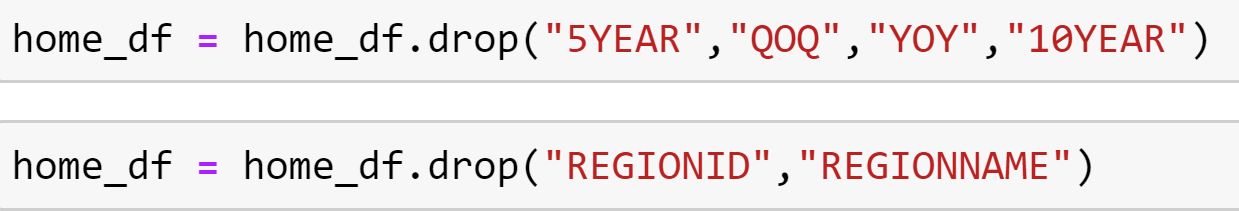 home_df = home_df.drop("5YEAR","QOQ","YOY","10YEAR")
home_df = home_df.drop("REGIONID","REGIONNAME")